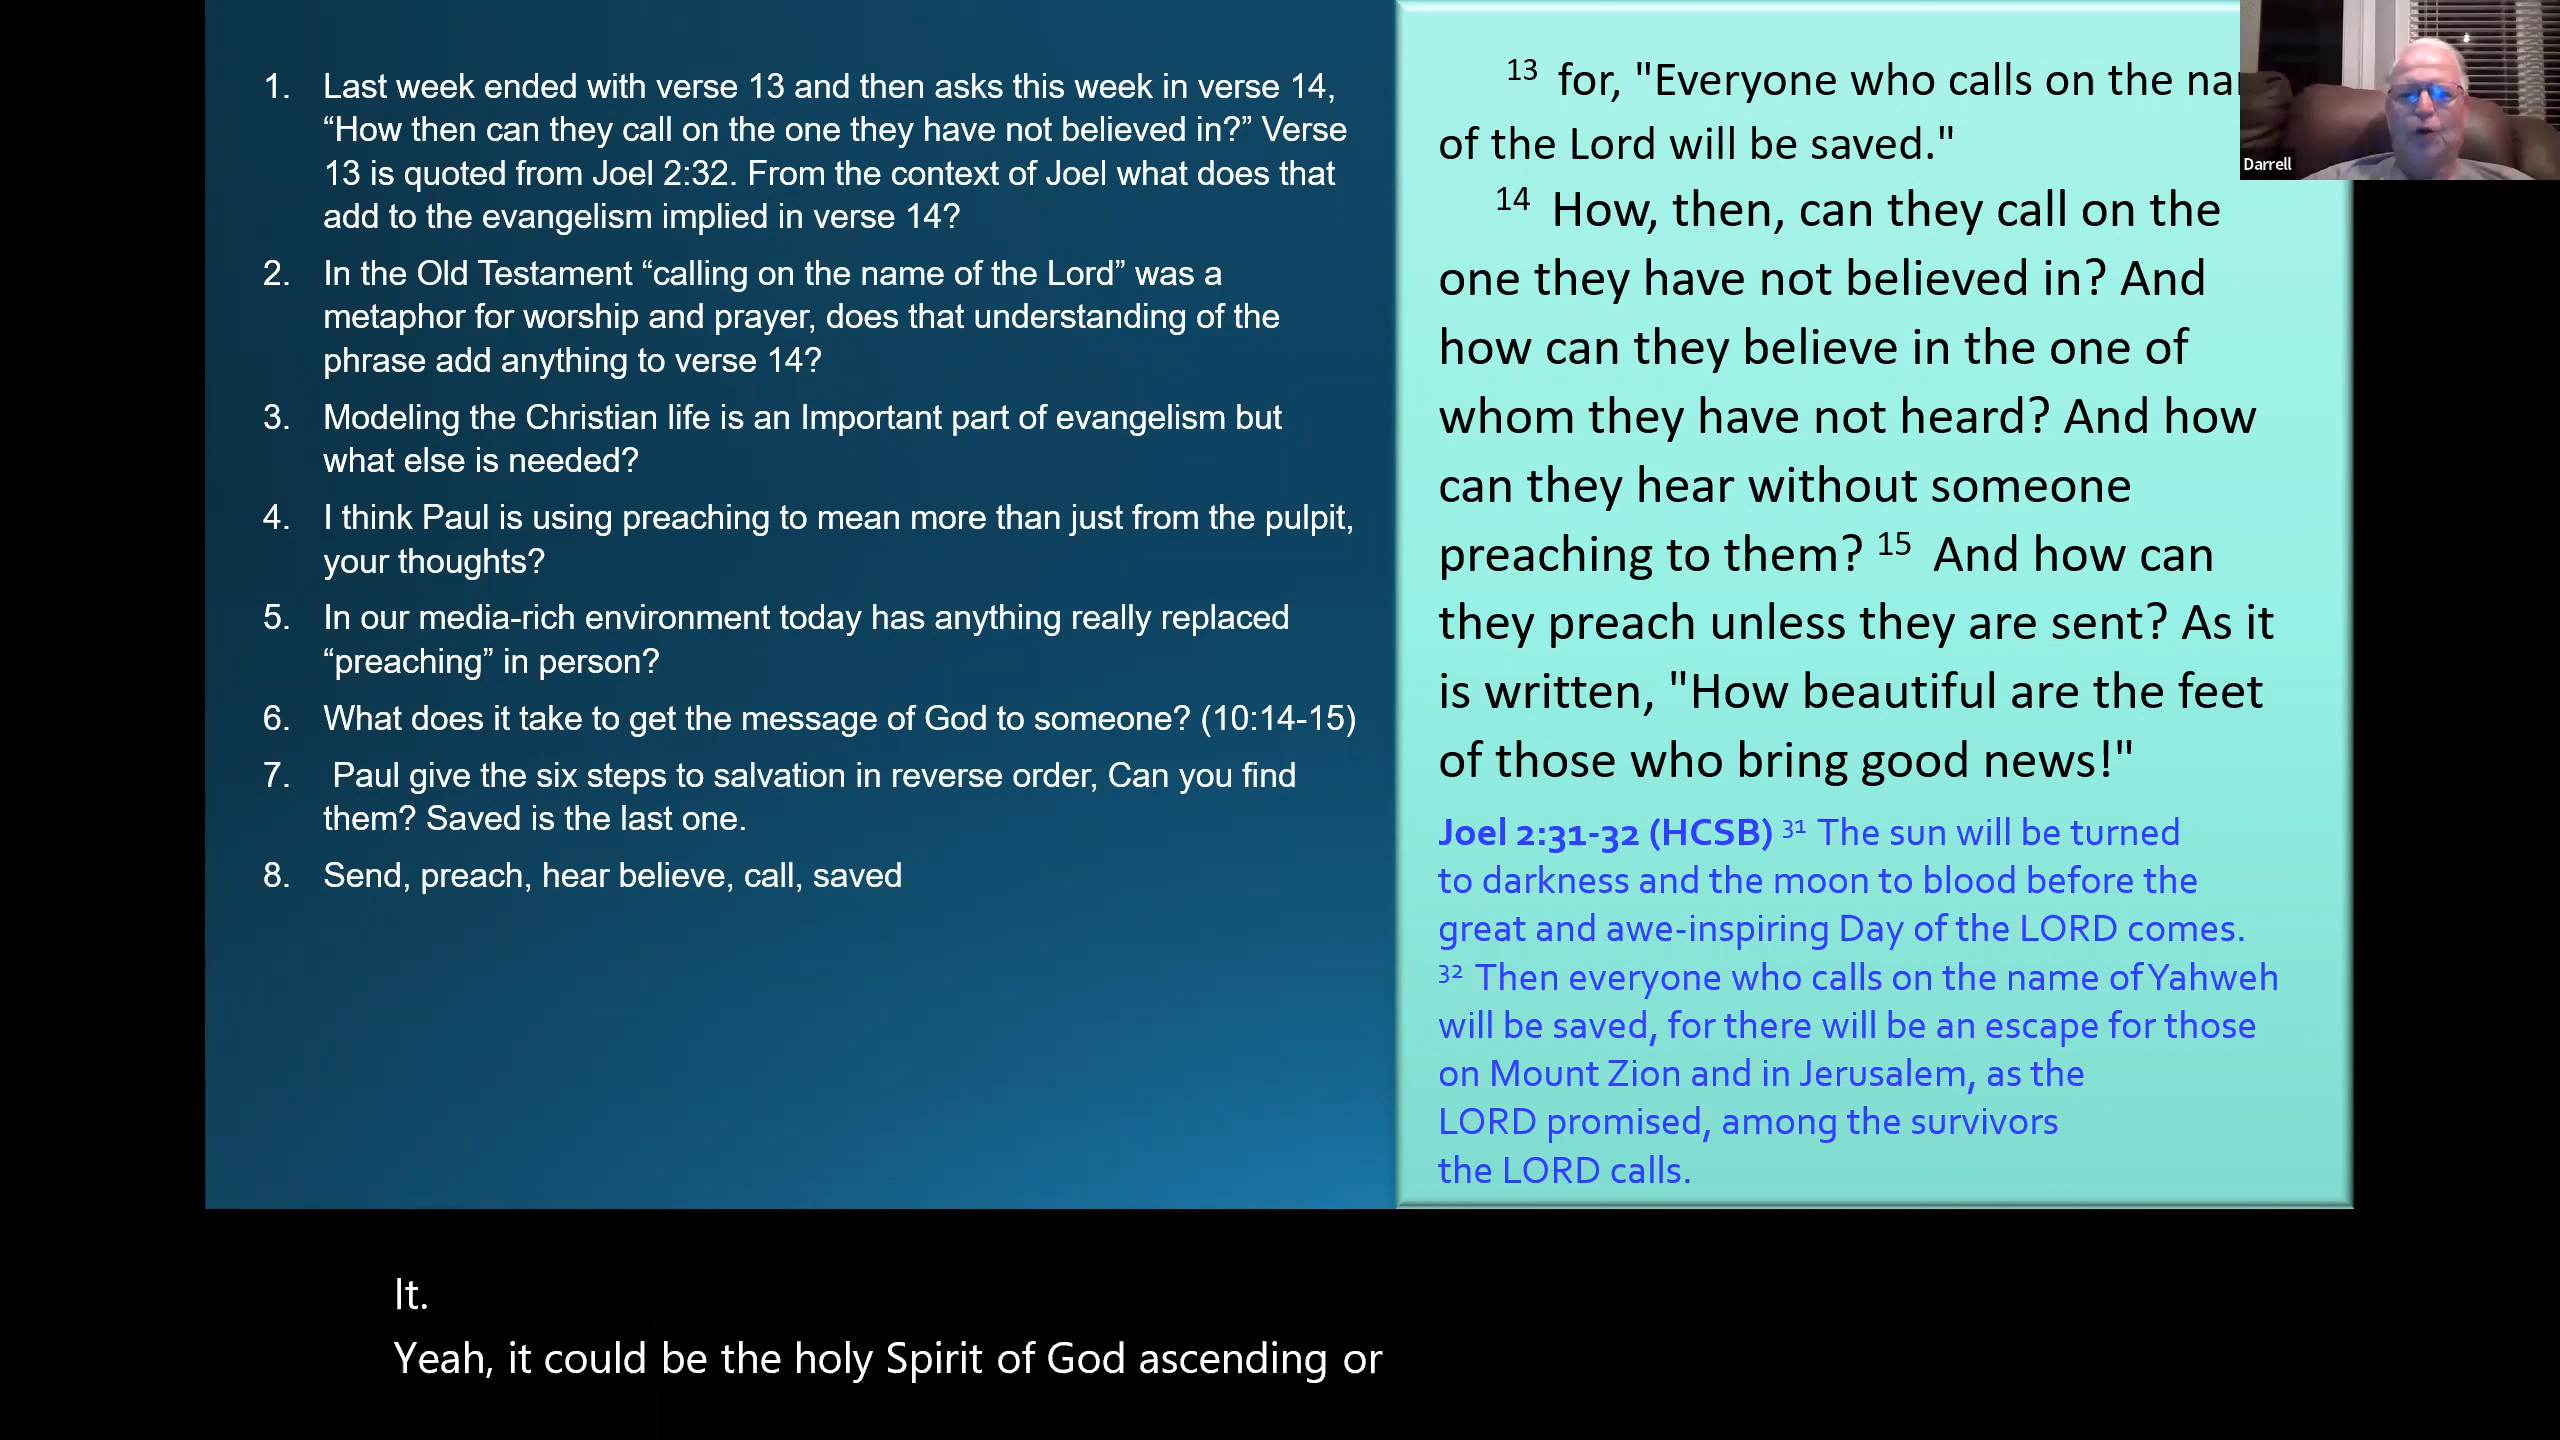 1. Last week ended with verse 13 and then asks this week in verse 14,
“How then can they call on the one they have not believed in?” Verse
13 is quoted from Joel 2:32. From the context of Joel what does that
add to the evangelism implied in verse 14?
2. In the Old Testament “calling on the name of the Lord” was a
metaphor for worship and prayer, does that understanding of the
phrase add anything to verse 14?
3. Modeling the Christian life is an Important part of evangelism but
what else is needed?
4. I think Paul is using preaching to mean more than just from the pulpit,
your thoughts?
5. In our media-rich environment today has anything really replaced
“preaching” in person?
6. What does it take to get the message of God to someone? (10:14-15)
7. Paul give the six steps to salvation in reverse order, Can you find
them? Saved is the last one.
8. Send, preach, hear believe, call, saved
13 for, "Everyone who calls on the
of the Lord will be saved."
14 How, then, can they call on the
one they have not believed in? And
how can they believe in the one of
whom they have not heard? And how
can they hear without someone
preaching to them? 15 And how can
they preach unless they are sent? As it
is written, "How beautiful are the feet
of those who bring good news!"
Joel 2:31-32 (HCSB) 31 The sun will be turned
to darkness and the moon to blood before the
great and awe-inspiring Day of the LORD comes.
32 Then everyone who calls on the name of Yahweh
will be saved, for there will be an escape for those
on Mount Zion and in Jerusalem, as the
LORD promised, among the survivors
the LORD calls.
Darrell
It.
Yeah, it could be the holy Spirit of God ascending or